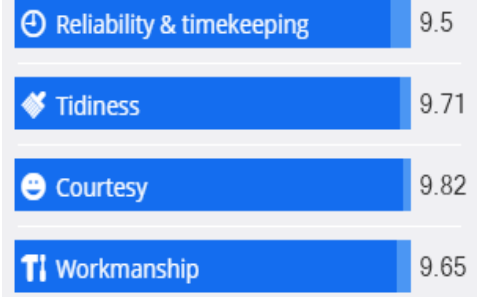 Reliability & timekeeping 9.5
Tidiness 9.71
Courtesy 9.82
Workmanship 9.65